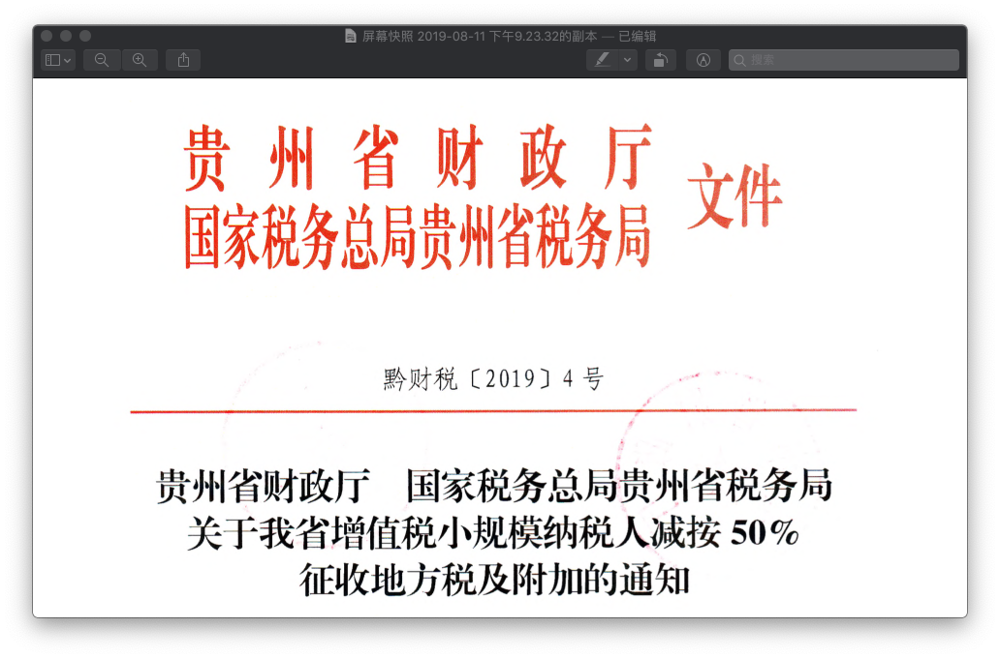 屏幕快照 2019-08-11 下午9.23.32的副本 — 已编辑
搜索
贵州省财政厅
国家税务总局贵州省税务局
文件
黔财税〔2019〕4 号
贵州省财政厅 国家税务总局贵州省税务局
关于我省增值税小规模纳税人减按 50%
征收地方税及附加的通知